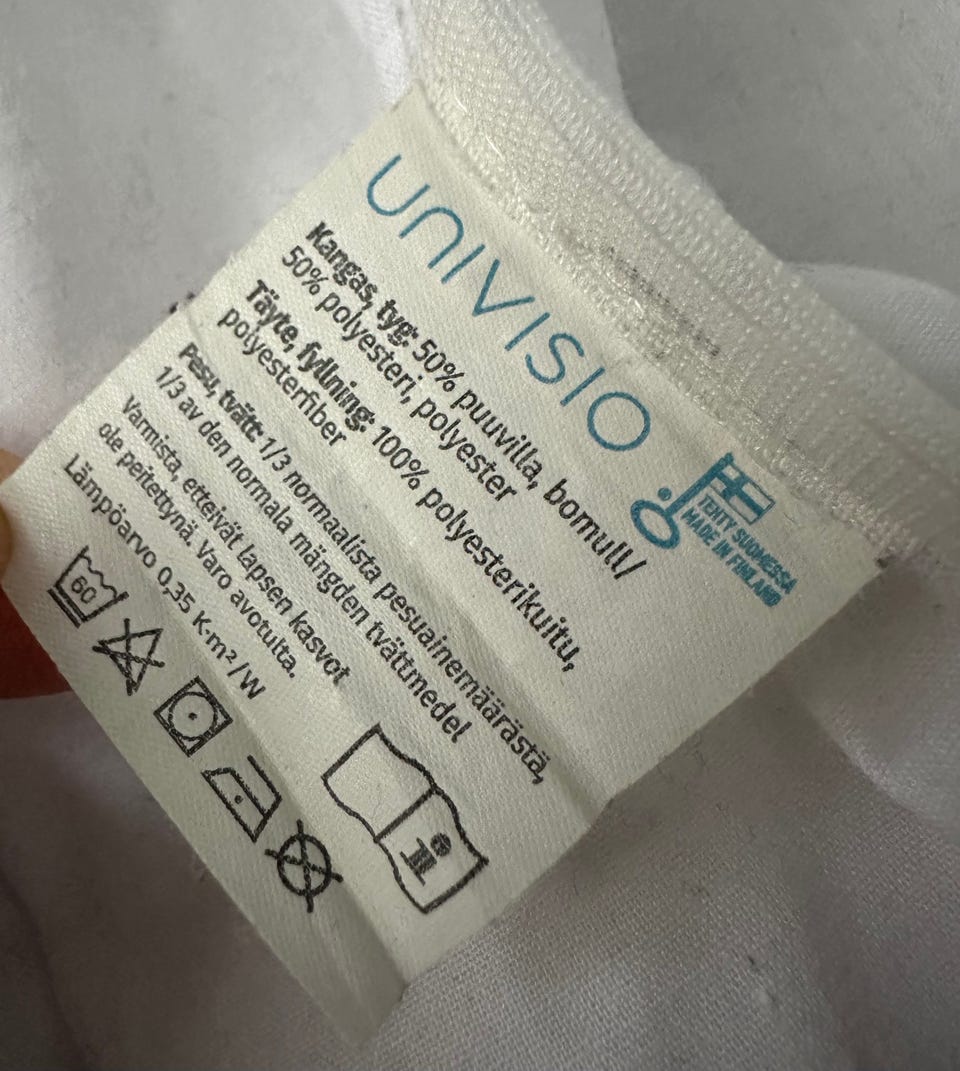 UNIVISIO
TEHTY SUOMESSA
MADE IN FINLAND
Kangas, tyg: 50% puuvilla, bomull/
50% polyesteri, polyester
Täyte, fyllning: 100% polyesterikuitu,
polyesterfiber
Pesu, tvätt: 1/3 normaalista pesuainemäärästä,
1/3 av den normala mängden tvättmedel
Varmista, etteivät lapsen kasvot
ole peitettynä. Varo avotulta.
Lämpöarvo 0,35 K·m²/W
60
i